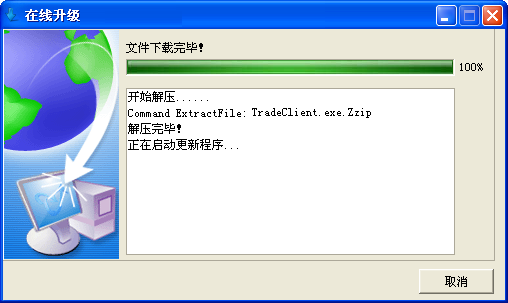 在线升级
文件下载完毕!
100%
开始解压......
Command ExtractFile: TradeClient.exe.Zzip
解压完毕!
正在启动更新程序...
取消